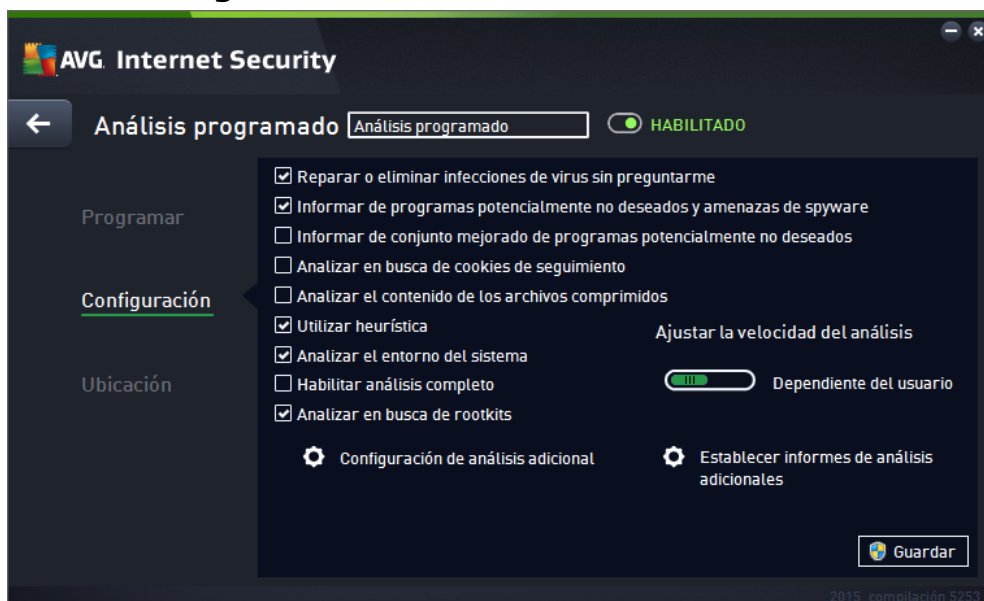 AVG. Internet Security
Análisis programado Análisis programado HABILITADO
Programar
Configuración
Ubicación
Reparar o eliminar infecciones de virus sin preguntarme
Informar de programas potencialmente no deseados y amenazas de spyware
Informar de conjunto mejorado de programas potencialmente no deseados
Analizar en busca de cookies de seguimiento
Analizar el contenido de los archivos comprimidos
Utilizar heurística
Analizar el entorno del sistema
Habilitar análisis completo
Analizar en busca de rootkits
Ajustar la velocidad del análisis
Dependiente del usuario
Configuración de análisis adicional
Establecer informes de análisis
adicionales
Guardar
2015, compilación 5253